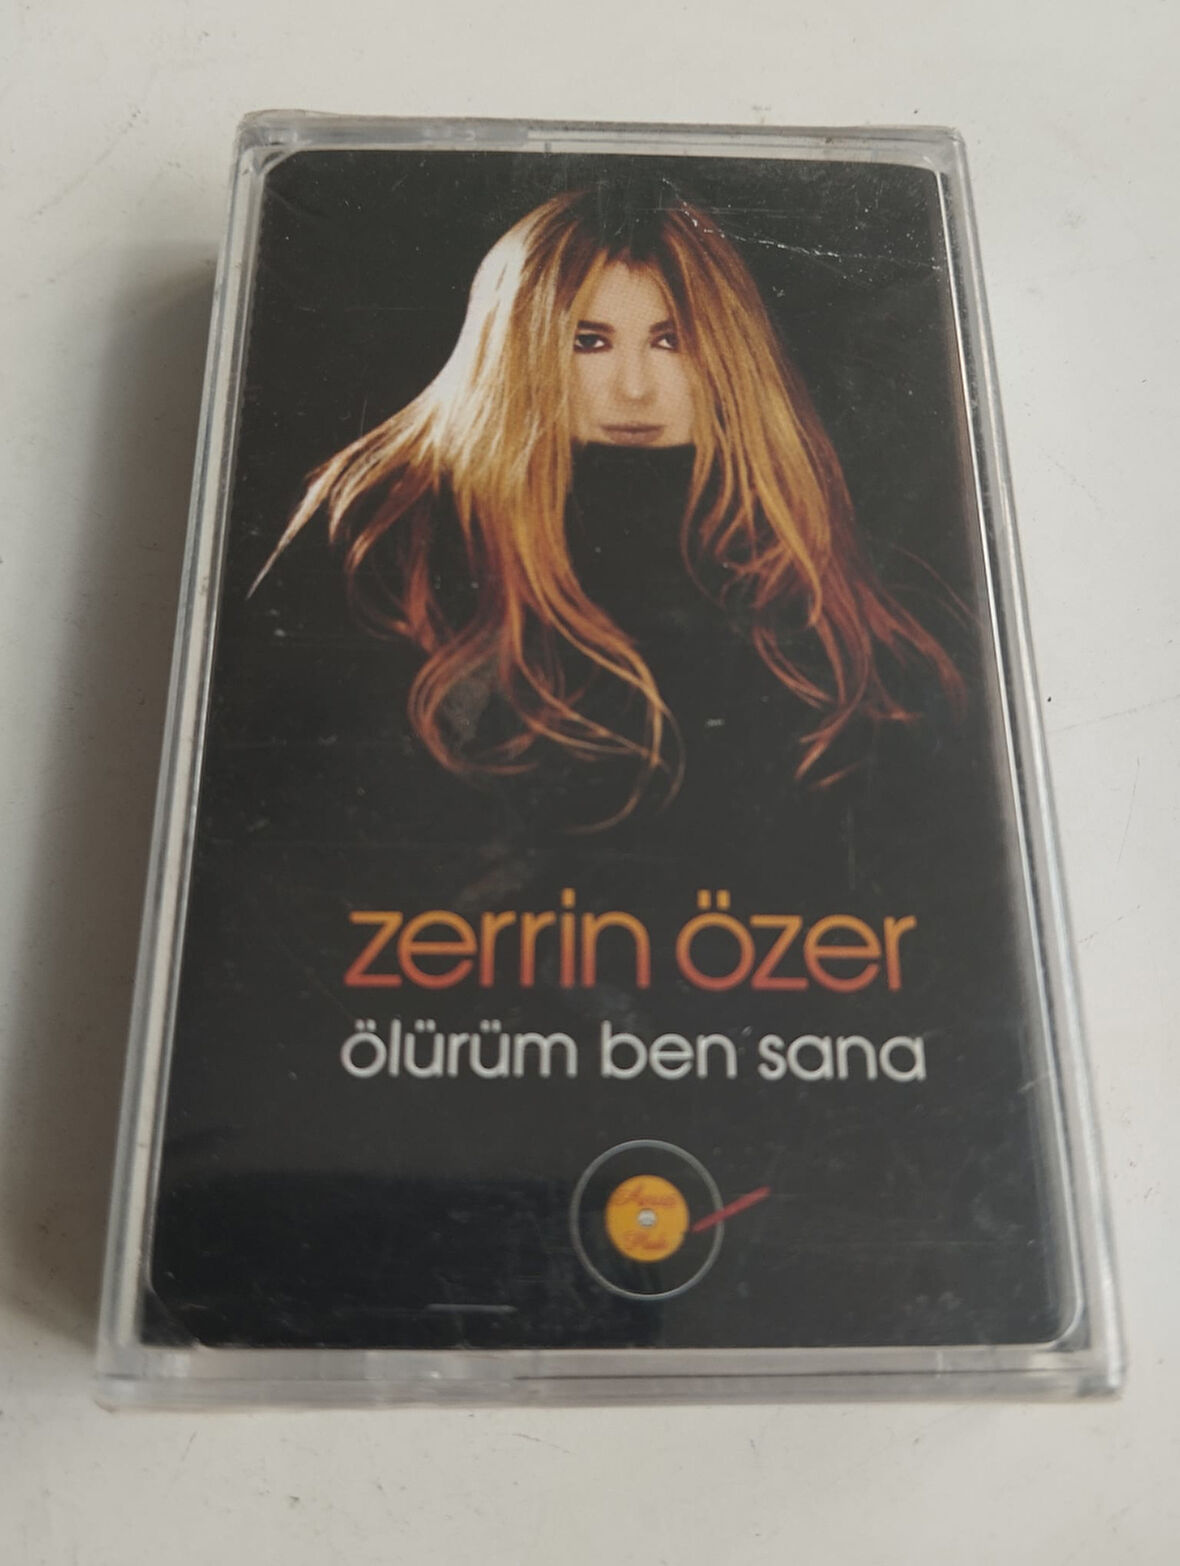 zerrin özer
ölürüm ben sana